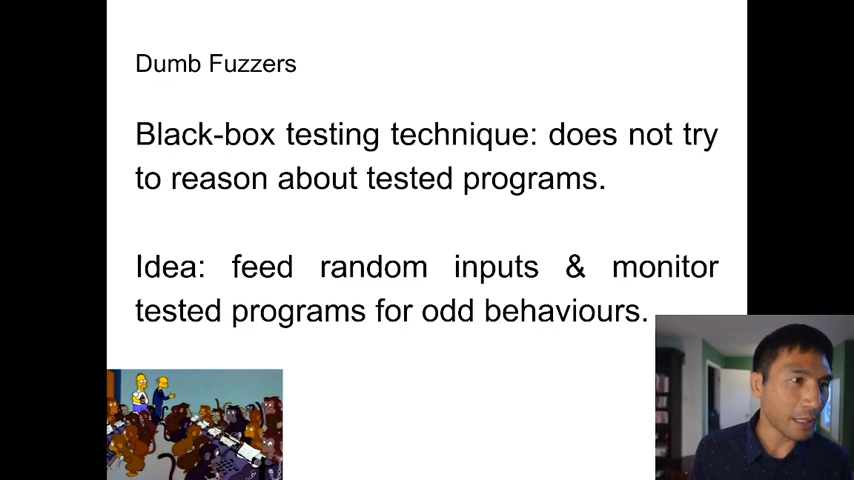 Dumb Fuzzers
Black-box testing technique: does not try
to reason about tested programs.
Idea: feed random inputs & monitor
tested programs for odd behaviours.